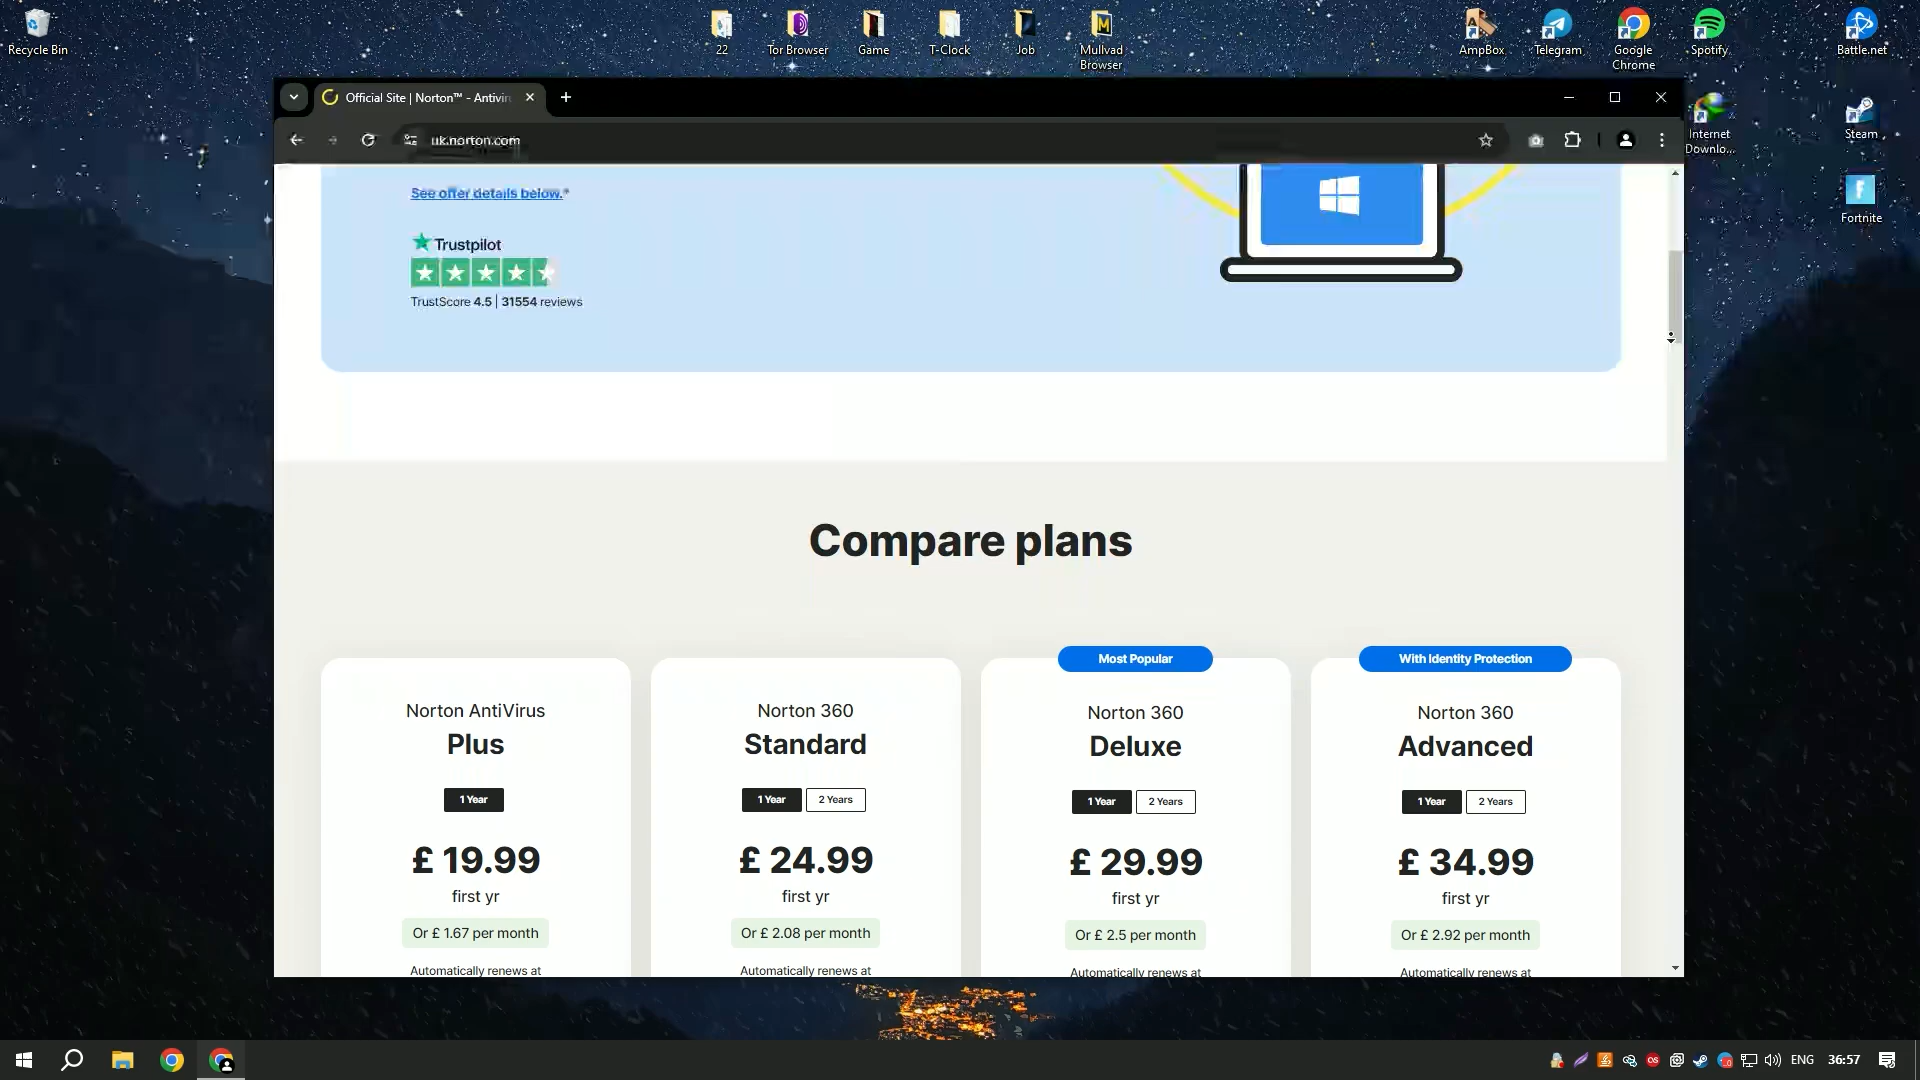 Recycle Bin
22
Tor Browser
Game
T-Clock
Job
Mullvad
Browser
AmpBox
Telegram
Google
Chrome
Spotify
Battle.net
Internet
Downlo...
Steam
Fortnite
Official Site | Norton™ - Antivir
uk.norton.com
See offer details below.*
Trustpilot
TrustScore 4.5 | 31554 reviews
Compare plans
Norton AntiVirus
Plus
1 Year
£ 19.99
first yr
Or £ 1.67 per month
Automatically renews at
Norton 360
Standard
1 Year 2 Years
£ 24.99
first yr
Or £ 2.08 per month
Automatically renews at
Most Popular
Norton 360
Deluxe
1 Year 2 Years
£ 29.99
first yr
Or £ 2.5 per month
Automatically renews at
With Identity Protection
Norton 360
Advanced
1 Year 2 Years
£ 34.99
first yr
Or £ 2.92 per month
Automatically renews at
ENG 36:57